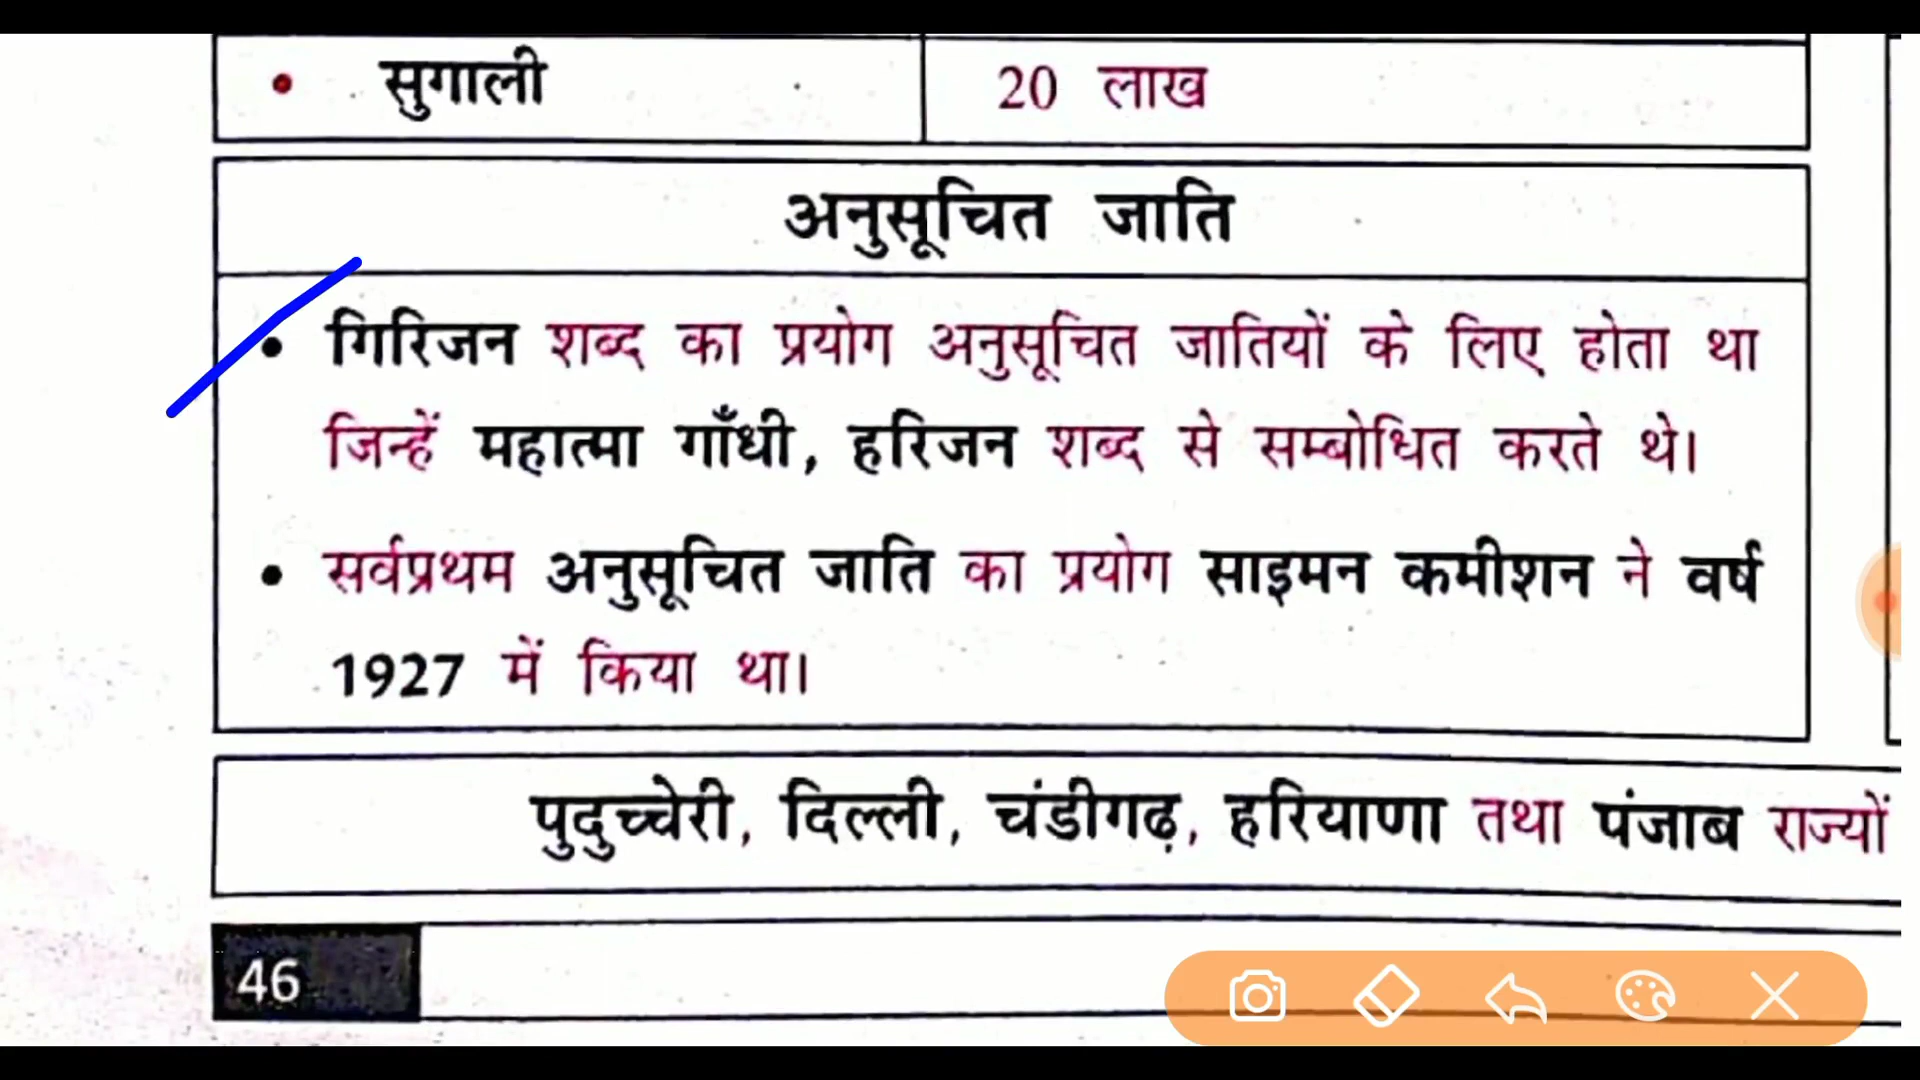 • सुगाली 20 लाख
अनुसूचित जाति
• गिरिजन शब्द का प्रयोग अनुसूचित जातियों के लिए होता था
जिन्हें महात्मा गाँधी, हरिजन शब्द से सम्बोधित करते थे।
• सर्वप्रथम अनुसूचित जाति का प्रयोग साइमन कमीशन ने वर्ष
1927 में किया था।
पुदुच्चेरी, दिल्ली, चंडीगढ़, हरियाणा तथा पंजाब राज्यों
46